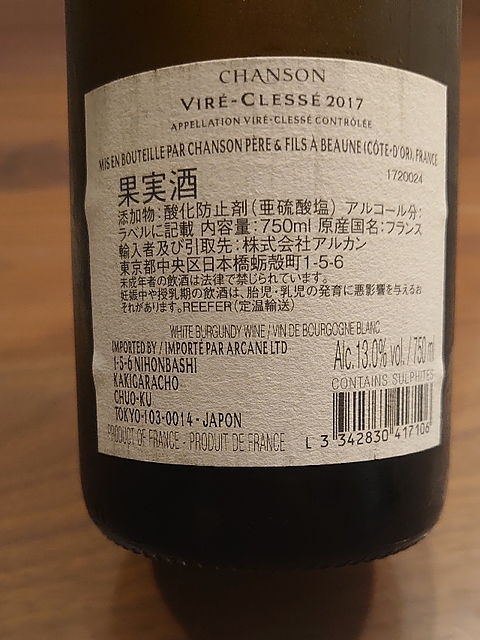 CHANSON
VIRÉ-CLESSÉ 2017
APPELLATION VIRÉ-CLESSÉ CONTRÔLÉE
MIS EN BOUTEILLE PAR CHANSON PÈRE & FILS À BEAUNE (CÔTE-D'OR), FRANCE
1720024
果実酒
添加物:酸化防止剤(亜硫酸塩) アルコール分:
ラベルに記載 内容量:750ml 原産国名:フランス
輸入者及び引取先:株式会社アルカン
東京都中央区日本橋蛎殻町1-5-6
未成年者の飲酒は法律で禁じられています。
妊娠中や授乳期の飲酒は、胎児・乳児の発育に悪影響を与えるお
それがあります。REEFER(定温輸送)
WHITE BURGUNDY WINE / VIN DE BOURGOGNE BLANC
IMPORTED BY / IMPORTÉ PAR ARCANE LTD
1-5-6 NIHONBASHI
KAKIGARACHO
CHUO-KU
TOKYO-103-0014 - JAPON
PRODUCT OF FRANCE - PRODUIT DE FRANCE
Alc.13.0% vol. / 750 ml
CONTAINS SULPHITES
L 3 342830 417106